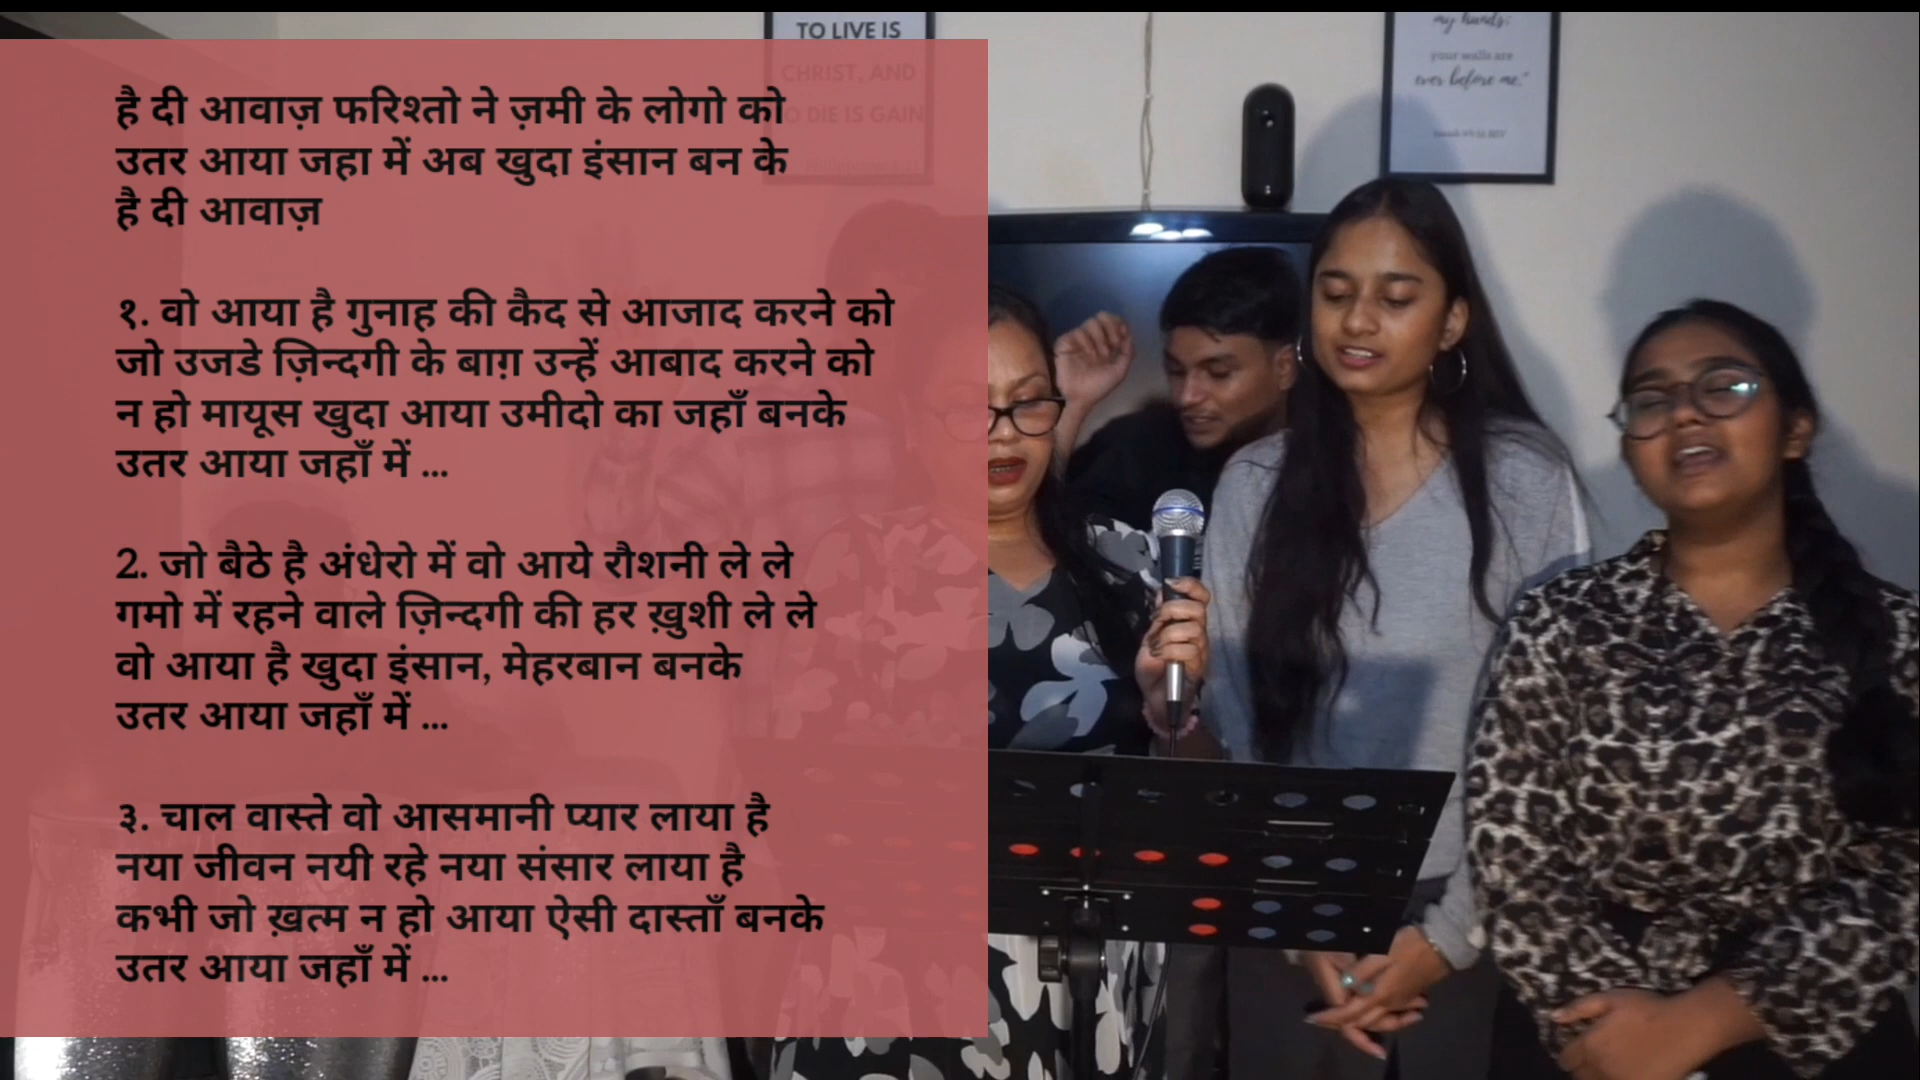 TO LIVE IS
CHRIST, AND
TO DIE IS GAIN
my hands;
your walls are
ever before me."
है दी आवाज़ फरिश्तो ने ज़मी के लोगो को
उतर आया जहा में अब खुदा इंसान बन के
है दी आवाज़
१. वो आया है गुनाह की कैद से आजाद करने को
जो उजडे ज़िन्दगी के बाग़ उन्हें आबाद करने को
न हो मायूस खुदा आया उमीदो का जहाँ बनके
उतर आया जहाँ में ...
2. जो बैठे है अंधेरो में वो आये रौशनी ले ले
गमो में रहने वाले ज़िन्दगी की हर ख़ुशी ले ले
वो आया है खुदा इंसान, मेहरबान बनके
उतर आया जहाँ में ...
३. चाल वास्ते वो आसमानी प्यार लाया है
नया जीवन नयी रहे नया संसार लाया है
कभी जो ख़त्म न हो आया ऐसी दास्ताँ बनके
उतर आया जहाँ में ...